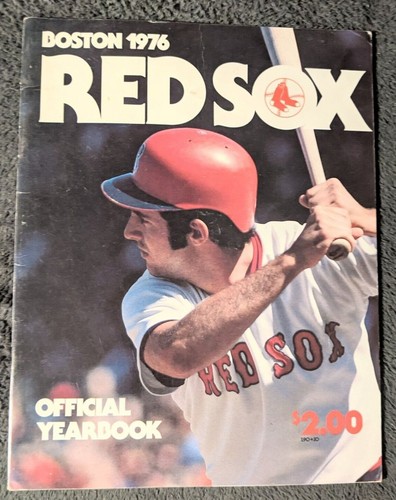 BOSTON 1976
RED SOX
RED SOX
OFFICIAL
YEARBOOK
$2.00